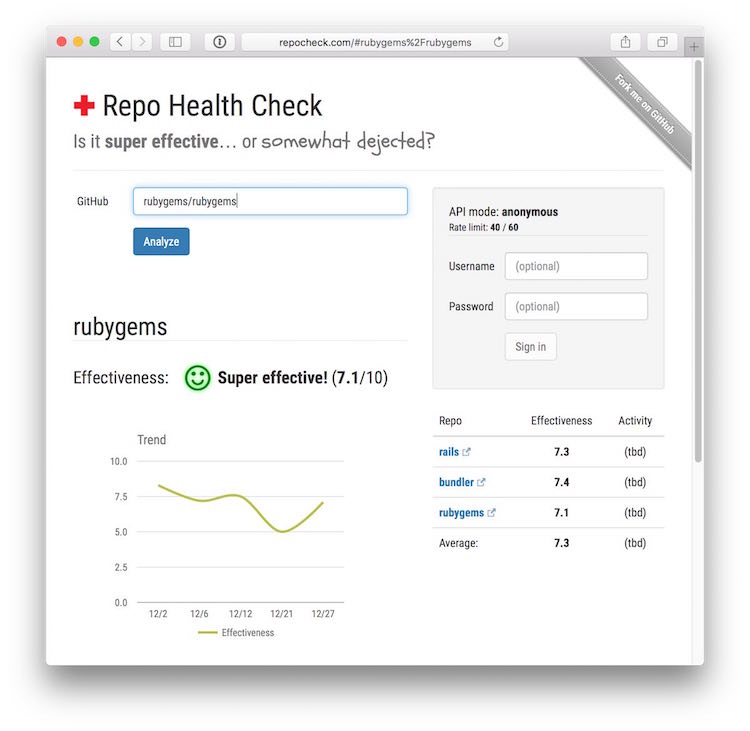 repocheck.com/#rubygems%2Frubygems
Fork me on GitHub
Repo Health Check
Is it super effective... or somewhat dejected?
GitHub
rubygems/rubygems
Analyze
API mode: anonymous
Rate limit: 40 / 60
Username (optional)
Password (optional)
Sign in
rubygems
Effectiveness: Super effective! (7.1/10)
Trend
10.0
7.5
5.0
2.5
0.0
12/2 12/6 12/12 12/21 12/27
Effectiveness
Repo Effectiveness Activity
rails 7.3 (tbd)
bundler 7.4 (tbd)
rubygems 7.1 (tbd)
Average: 7.3 (tbd)